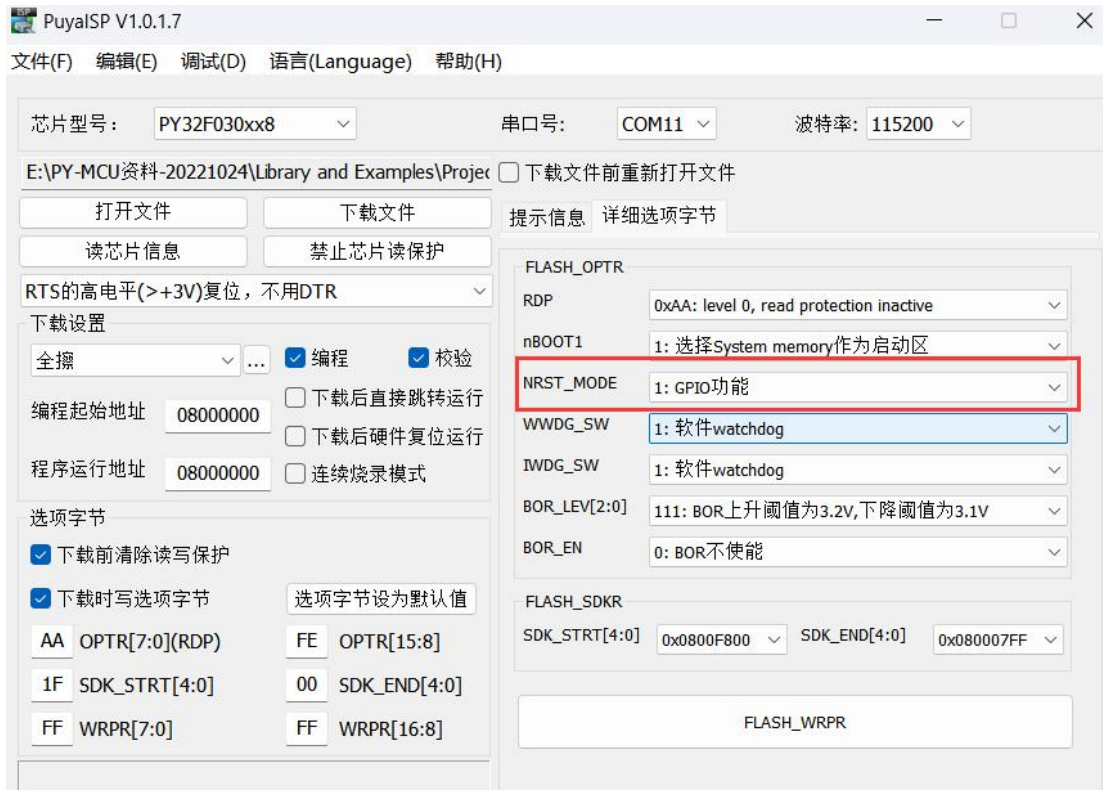 PuyaISP V1.0.1.7
文件(F) 编辑(E) 调试(D) 语言(Language) 帮助(H)
芯片型号： PY32F030xx8 串口号: COM11 波特率: 115200
E:\PY-MCU资料-20221024\Library and Examples\Projec 下载文件前重新打开文件
打开文件 下载文件
读芯片信息 禁止芯片读保护
RTS的高电平(>+3V)复位，不用DTR
下载设置
全擦 ... 编程 校验
下载后直接跳转运行
编程起始地址 08000000
下载后硬件复位运行
程序运行地址 08000000 连续烧录模式
选项字节
下载前清除读写保护
下载时写选项字节 选项字节设为默认值
AA OPTR[7:0](RDP) FE OPTR[15:8]
1F SDK_STRT[4:0] 00 SDK_END[4:0]
FF WRPR[7:0] FF WRPR[16:8]
提示信息 详细选项字节
FLASH_OPTR
RDP 0xAA: level 0, read protection inactive
nBOOT1 1: 选择System memory作为启动区
NRST_MODE 1: GPIO功能
WWDG_SW 1: 软件watchdog
IWDG_SW 1: 软件watchdog
BOR_LEV[2:0] 111: BOR上升阈值为3.2V,下降阈值为3.1V
BOR_EN 0: BOR不使能
FLASH_SDKR
SDK_STRT[4:0] 0x0800F800 SDK_END[4:0] 0x080007FF
FLASH_WRPR